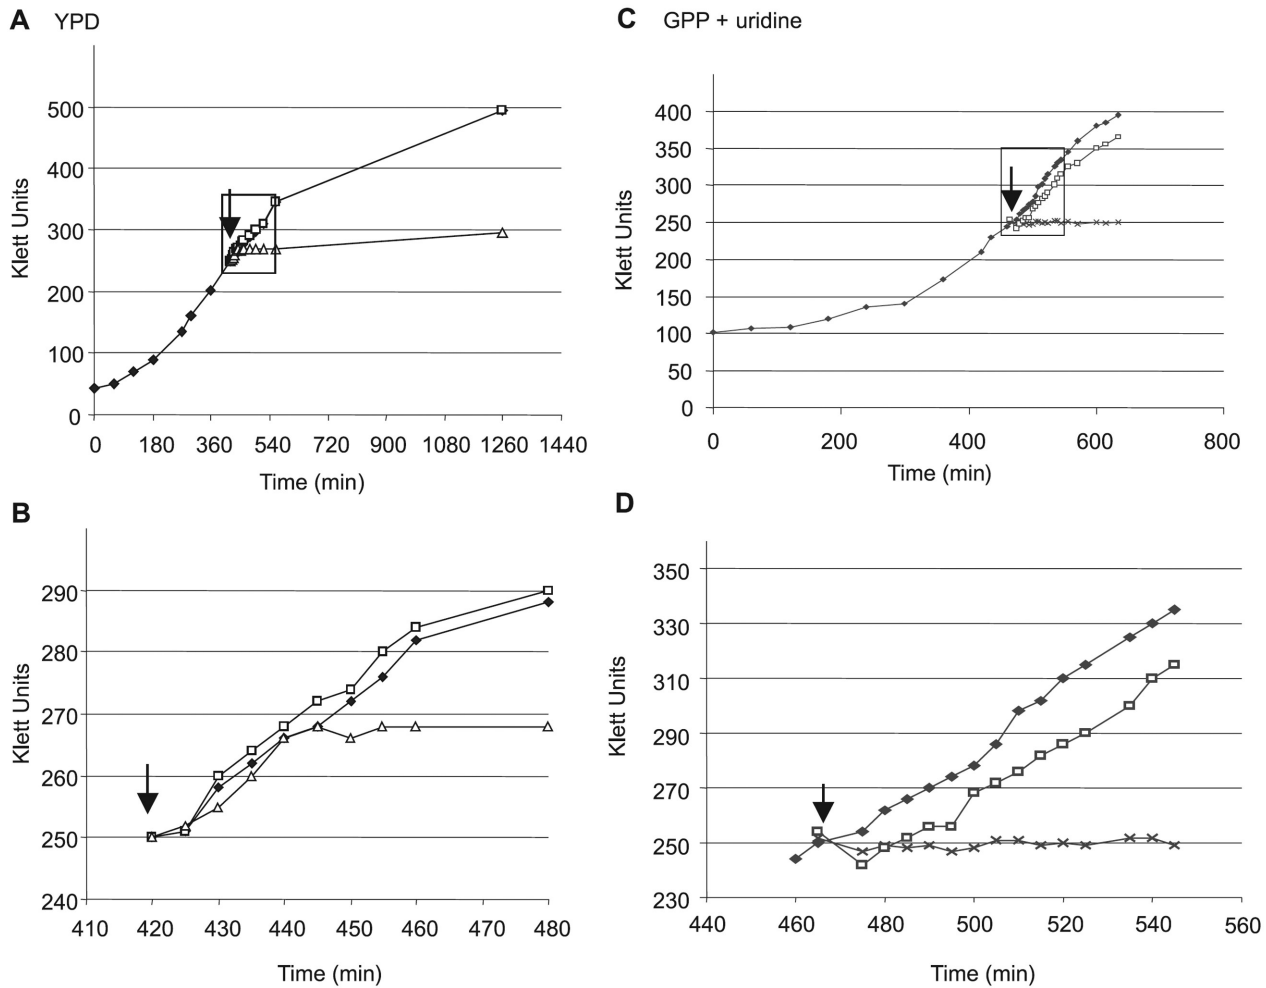 A YPD
500
400
300
200
100
0
Klett Units
0 180 360 540 720 900 1080 1260 1440
Time (min)
C GPP + uridine
400
350
300
250
200
150
100
50
0
Klett Units
0 200 400 600 800
Time (min)
B
290
280
270
260
250
240
Klett Units
410 420 430 440 450 460 470 480
Time (min)
D
350
330
310
290
270
250
230
Klett Units
440 460 480 500 520 540 560
Time (min)